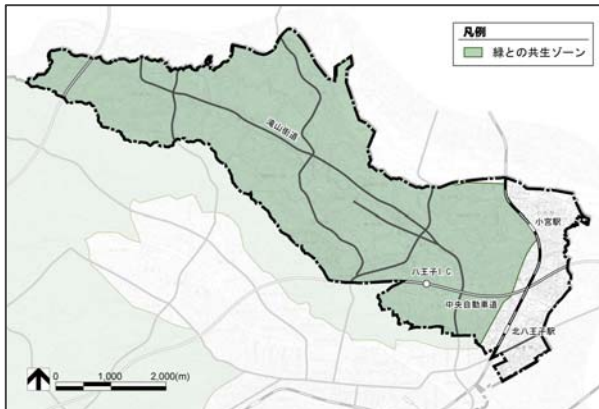 凡例
緑との共生ゾーン
滝山街道
小宮駅
八王子I.C.
中央自動車道
北八王子駅
0 1,000 2,000(m)